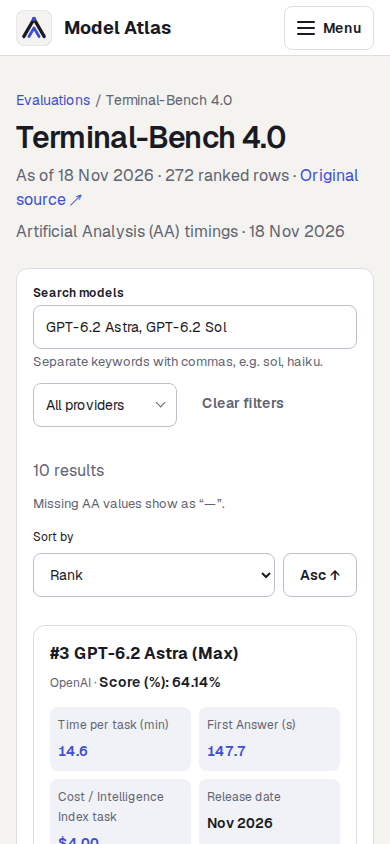 Model Atlas
Menu
Evaluations / Terminal-Bench 4.0
Terminal-Bench 4.0
As of 18 Nov 2026 · 272 ranked rows · Original
source ↗
Artificial Analysis (AA) timings · 18 Nov 2026
Search models
GPT-6.2 Astra, GPT-6.2 Sol
Separate keywords with commas, e.g. sol, haiku.
All providers
Clear filters
10 results
Missing AA values show as “—”.
Sort by
Rank
Asc ↑
#3 GPT-6.2 Astra (Max)
OpenAI · Score (%): 64.14%
Time per task (min)
14.6
First Answer (s)
147.7
Cost / Intelligence
Index task
$4.00
Release date
Nov 2026